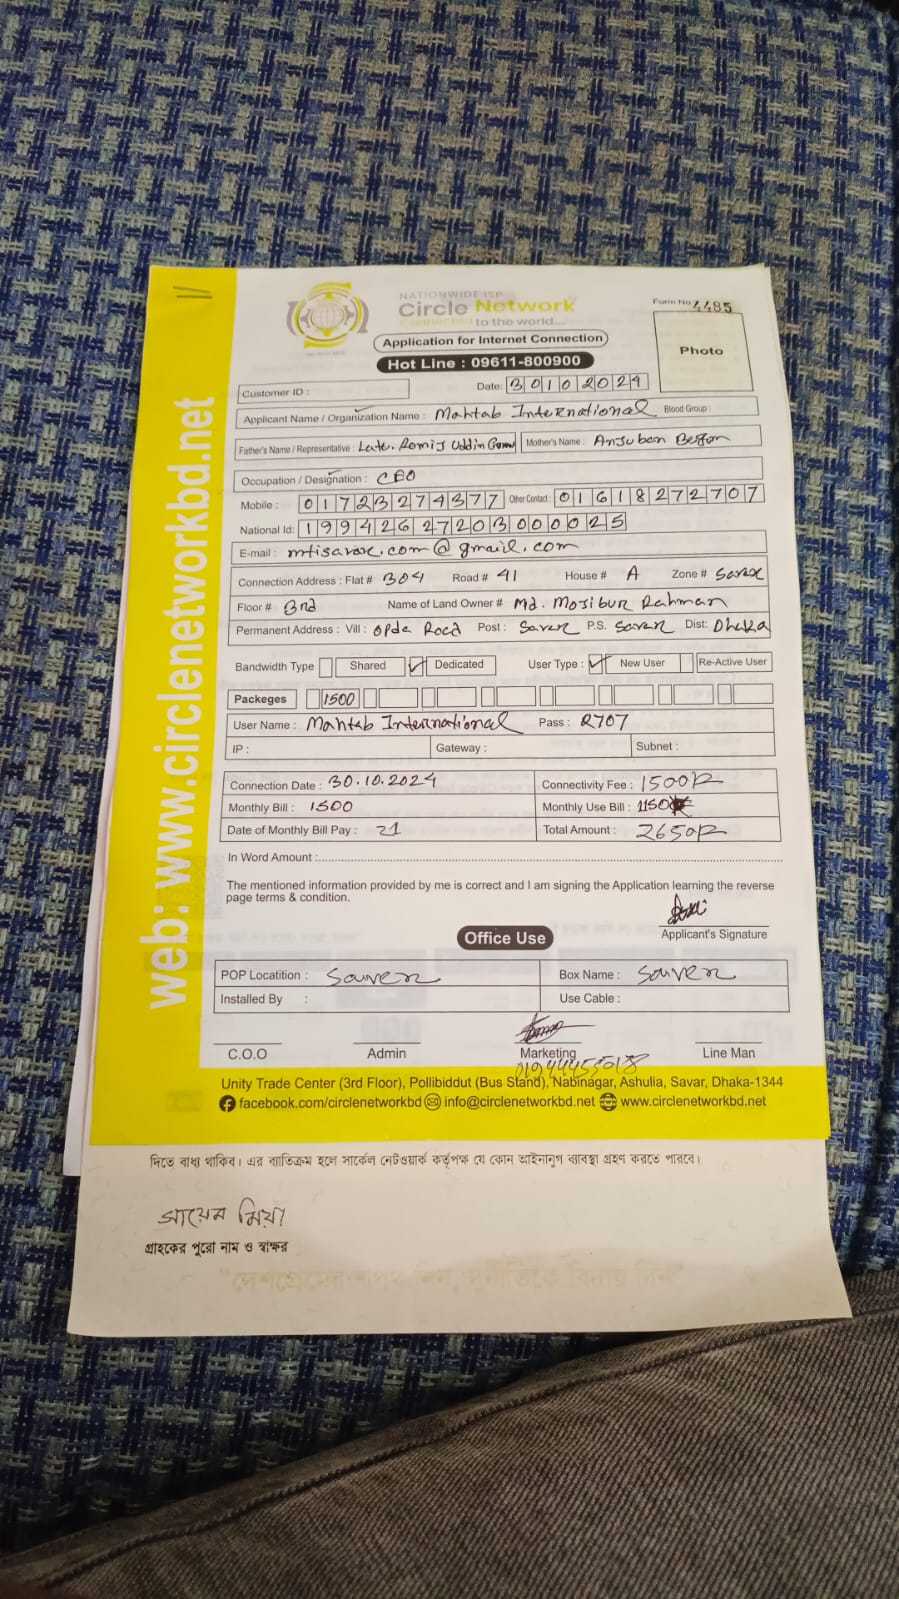 NATIONWIDE ISP
Circle Network
Connected to the world....
Form No 4485
Application for Internet Connection
Hot Line : 09611-800900
Photo
Customer ID :
Date: 30102024
Applicant Name / Organization Name : Mahtab International Blood Group :
Father's Name / Representative : Late. Romij Uddin Mother's Name : Anjuban Begom
Occupation / Designation : CEO
Mobile : 01723274377 Other Contact : 01618272707
National Id: 19942627203000025
E-mail : mtisavar.com@gmail.com
Connection Address : Flat # 304 Road # 41 House # A Zone # Savar
Floor # 3rd Name of Land Owner # Md. Mojibur Rahman
Permanent Address : Vill : Opda Road Post : Savar P.S. Savar Dist: Dhaka
Bandwidth Type Shared Dedicated User Type : New User Re-Active User
Packeges 1500
User Name : Mahtab International Pass : R707
IP : Gateway : Subnet :
Connection Date : 30.10.2024 Connectivity Fee : 1500
Monthly Bill : 1500 Monthly Use Bill :
Date of Monthly Bill Pay : 21 Total Amount : 2650
In Word Amount :
The mentioned information provided by me is correct and I am signing the Application learning the reverse
page terms & condition.
Applicant's Signature
Office Use
POP Locatition : Saver Box Name : Saver
Installed By : Use Cable :
C.O.O Admin Marketing Line Man
Unity Trade Center (3rd Floor), Pollibiddut (Bus Stand), Nabinagar, Ashulia, Savar, Dhaka-1344
facebook.com/circlenetworkbd info@circlenetworkbd.net www.circlenetworkbd.net
web: www.circlenetworkbd.net
দিতে বাধ্য থাকিব। এর ব্যতিক্রম হলে সার্কেল নেটওয়ার্ক কর্তৃপক্ষ যে কোন আইনানুগ ব্যাবস্থা গ্রহণ করতে পারবে।
সায়েন মিয়া
গ্রাহকের পুরো নাম ও স্বাক্ষর